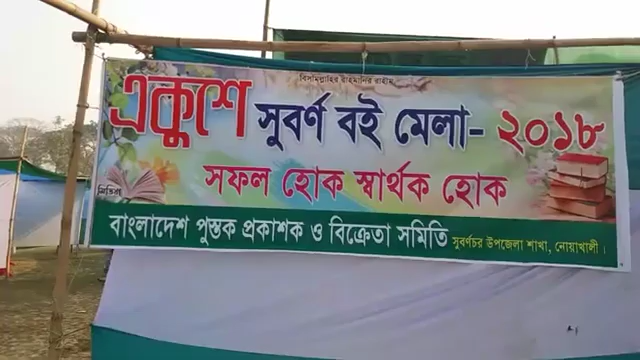 বিসমিল্লাহির রাহমানির রাহিম
একুশে সুবর্ণ বই মেলা- ২০১৮
সফল হোক স্বার্থক হোক
বাংলাদেশ পুস্তক প্রকাশক ও বিক্রেতা সমিতি সুবর্ণচর উপজেলা শাখা, নোয়াখালী।